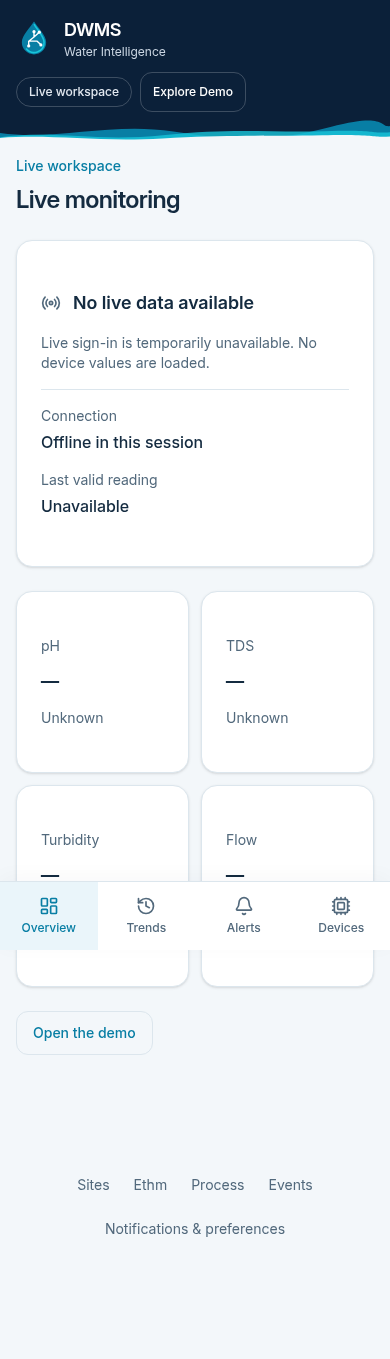 DWMS
Water Intelligence
Live workspace
Explore Demo
Live workspace
Live monitoring
No live data available
Live sign-in is temporarily unavailable. No
device values are loaded.
Connection
Offline in this session
Last valid reading
Unavailable
pH
TDS
—
—
Unknown
Unknown
Turbidity
Flow
—
—
Overview
Trends
Alerts
Devices
Open the demo
Sites
Ethm
Process
Events
Notifications & preferences